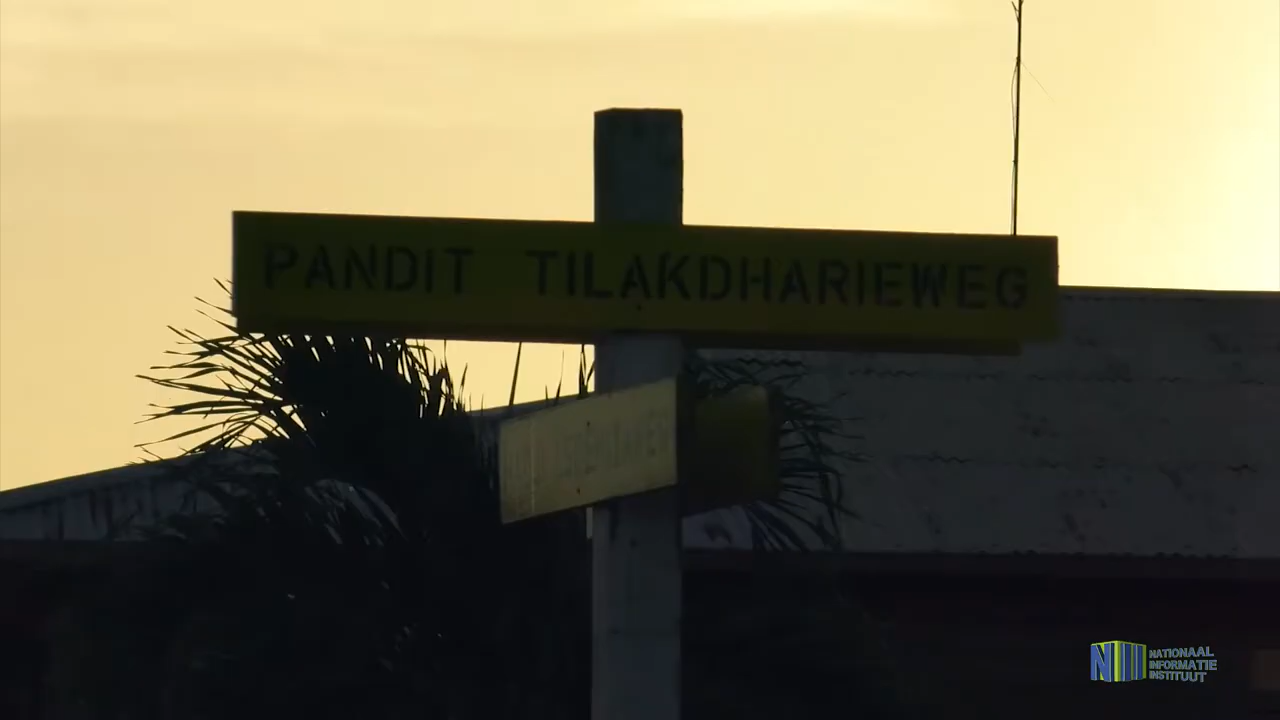 PANDIT TILAKDHARIEWEG
NATIONAAL
INFORMATIE
INSTITUUT